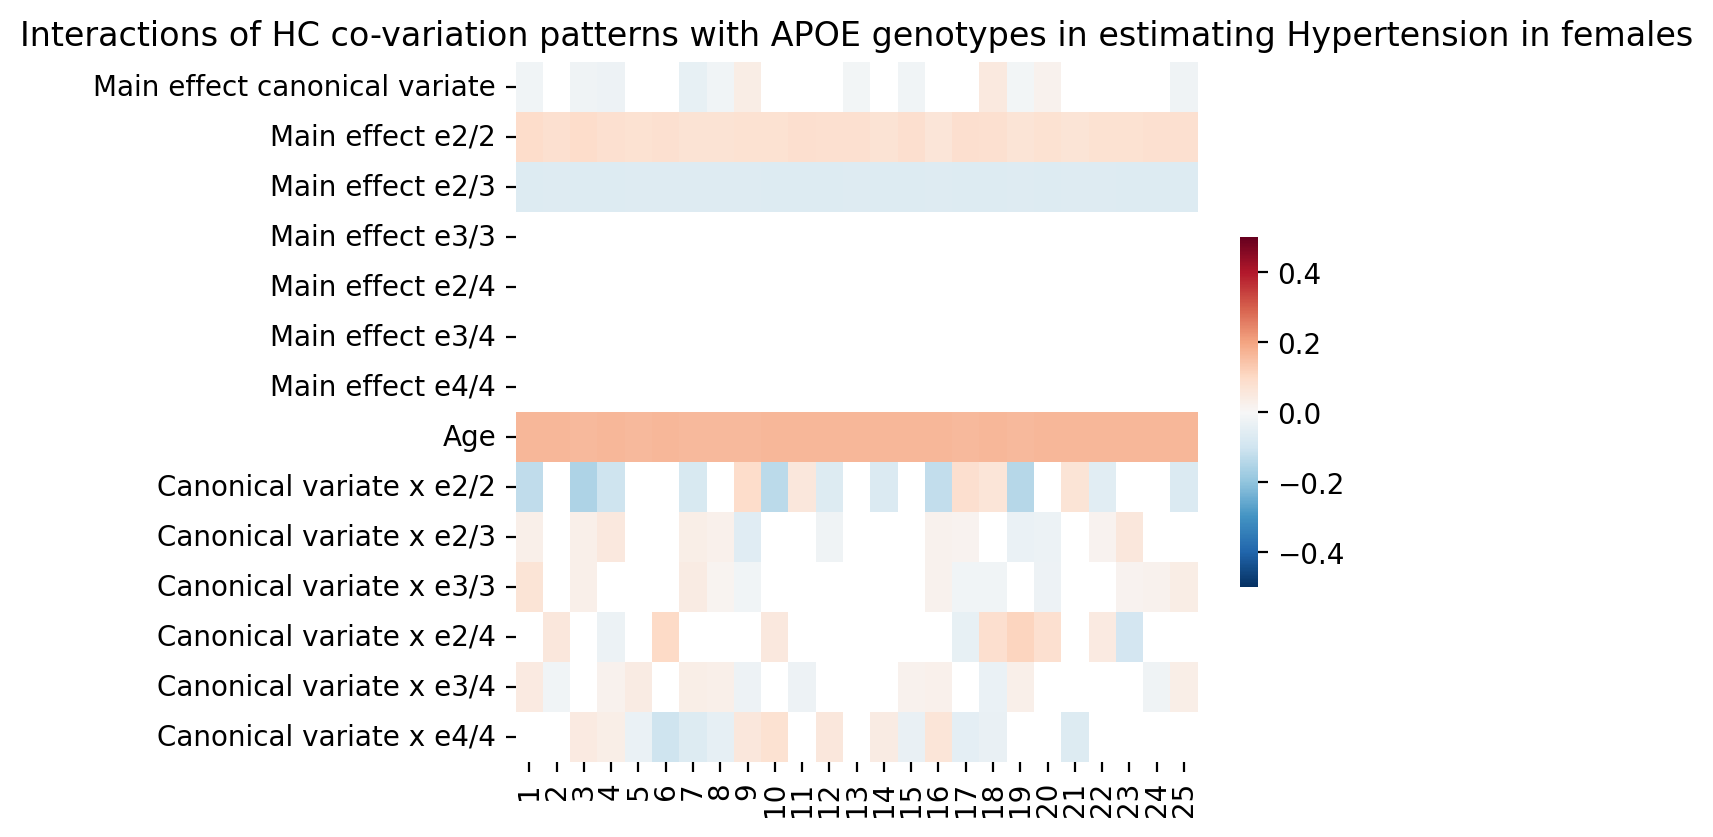 Interactions of HC co-variation patterns with APOE genotypes in estimating Hypertension in females
Main effect canonical variate
Main effect e2/2
Main effect e2/3
Main effect e3/3
Main effect e2/4
Main effect e3/4
Main effect e4/4
Age
Canonical variate x e2/2
Canonical variate x e2/3
Canonical variate x e3/3
Canonical variate x e2/4
Canonical variate x e3/4
Canonical variate x e4/4
1 2 3 4 5 6 7 8 9 10 11 12 13 14 15 16 17 18 19 20 21 22 23 24 25
0.4
0.2
0.0
−0.2
−0.4